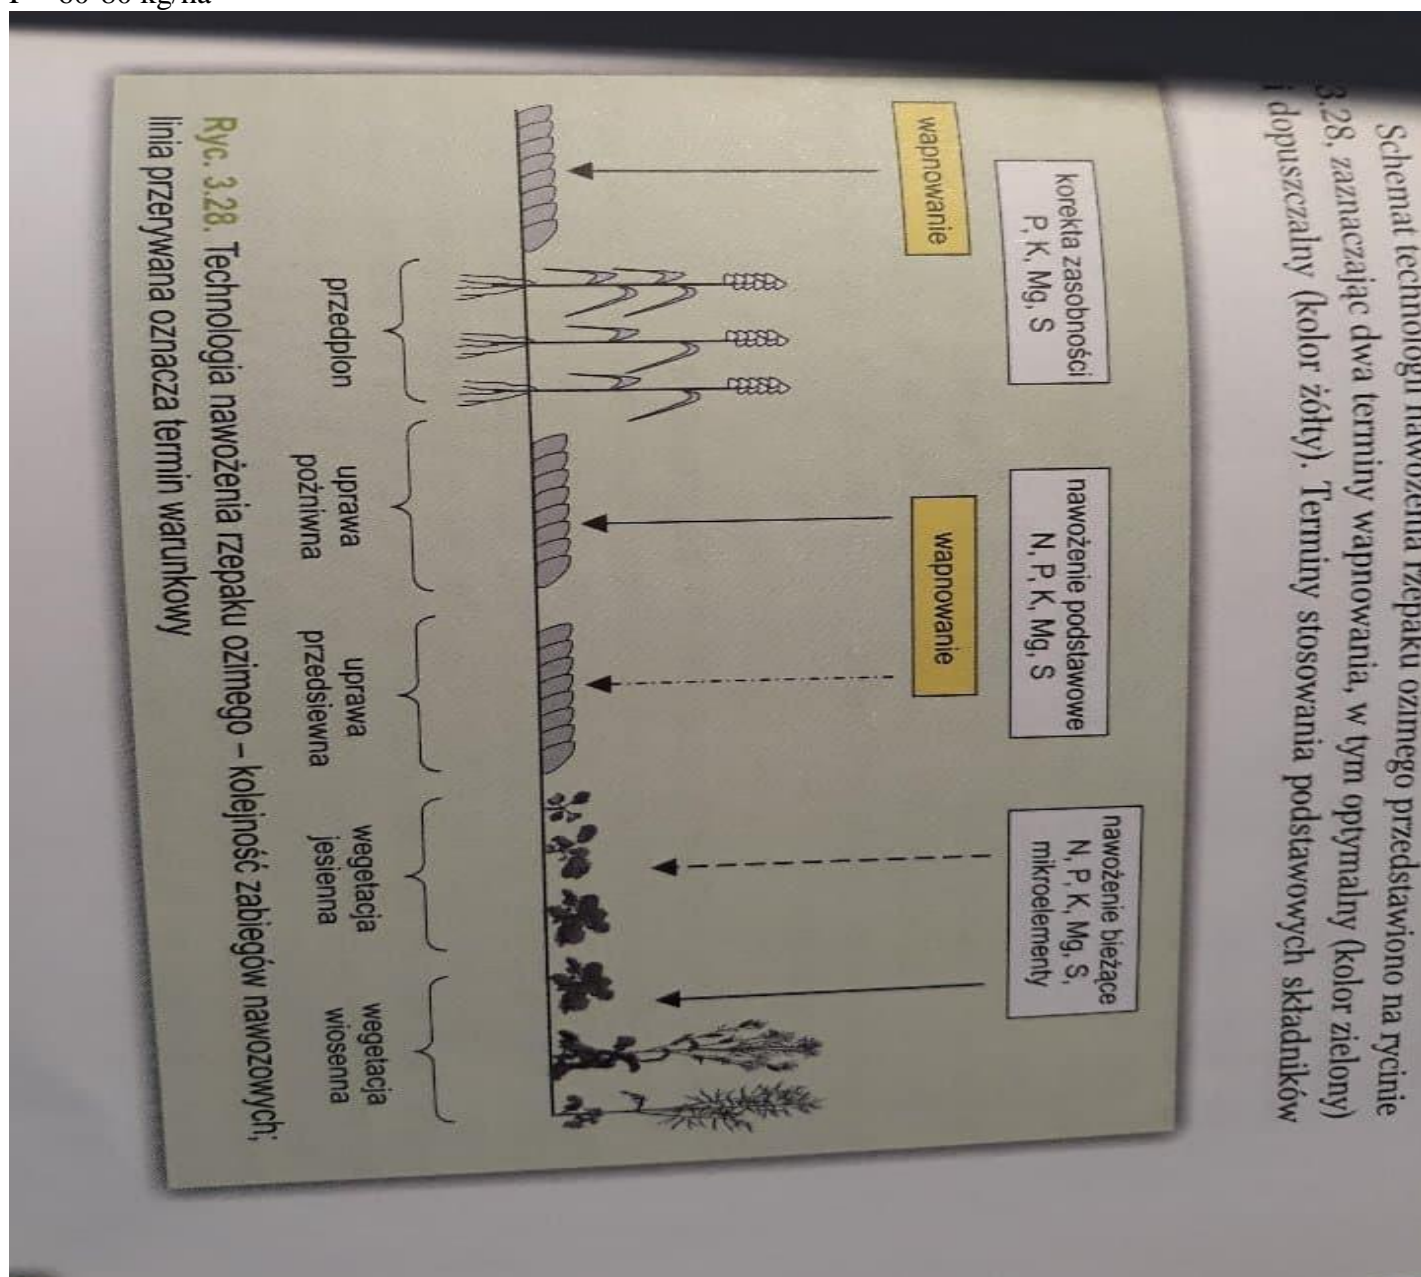 Schemat technologii nawożenia rzepaku ozimego przedstawiono na rycinie
3.28, zaznaczając dwa terminy wapnowania, w tym optymalny (kolor zielony)
i dopuszczalny (kolor żółty). Terminy stosowania podstawowych składników
korekta zasobności
P, K, Mg, S
nawożenie podstawowe
N, P, K, Mg, S
nawożenie bieżące
N, P, K, Mg, S,
mikroelementy
wapnowanie
wapnowanie
przedplon
uprawa
pożniwna
uprawa
przedsiewna
wegetacja
jesienna
wegetacja
wiosenna
Ryc. 3.28. Technologia nawożenia rzepaku ozimego – kolejność zabiegów nawozowych;
linia przerywana oznacza termin warunkowy